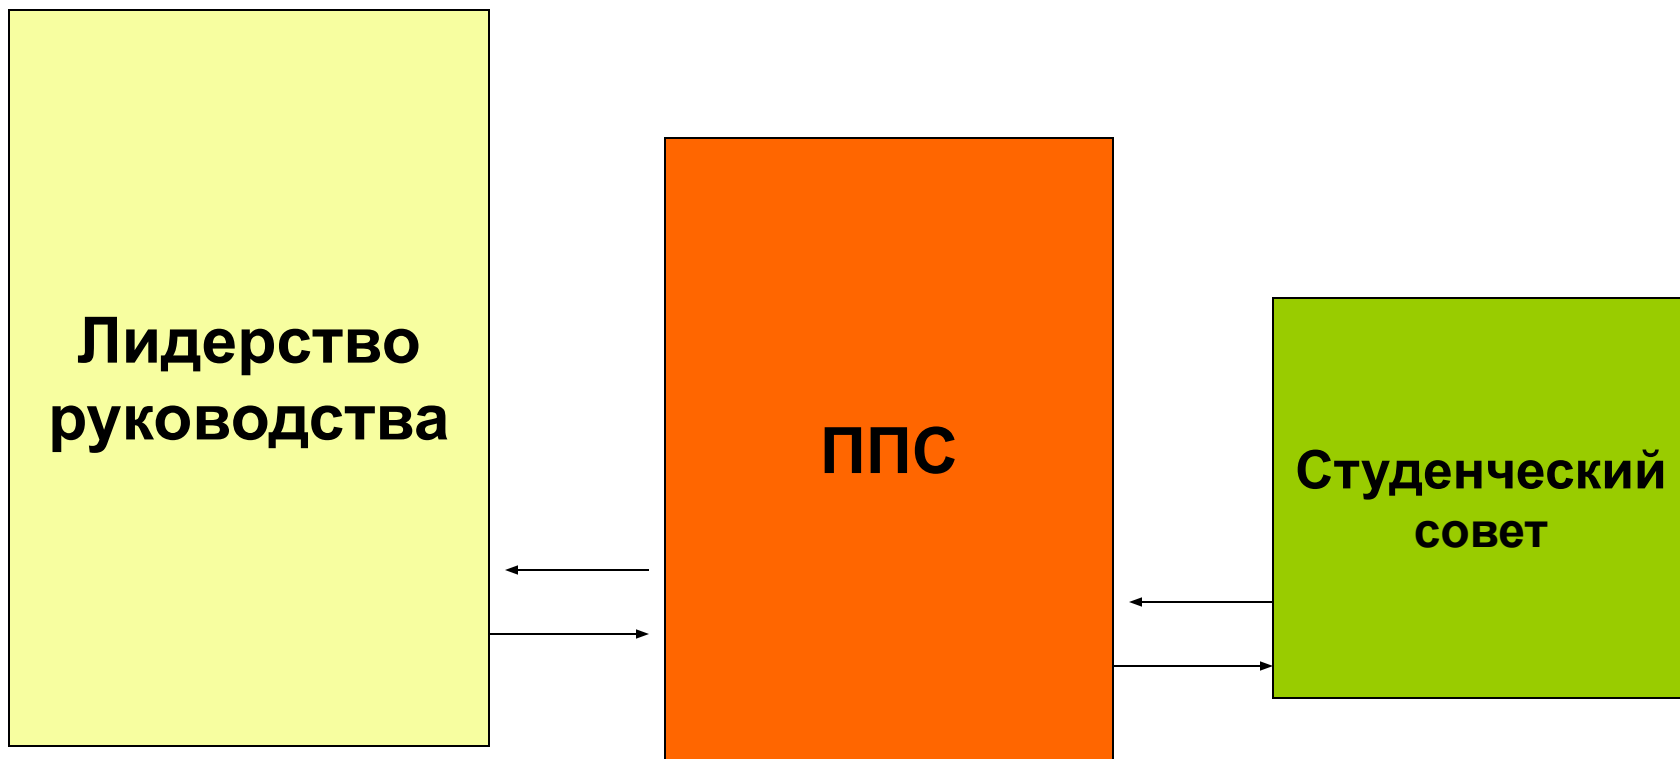 Лидерство
руководства
ППС
Студенческий
совет